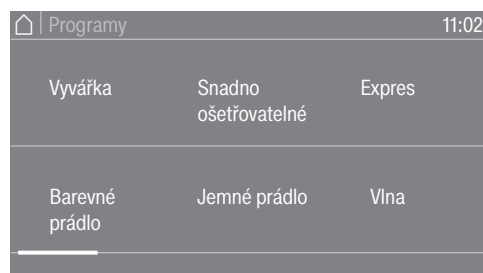 Programy 11:02
Vyvářka Snadno Expres
ošetřovatelné
Barevné Jemné prádlo Vlna
prádlo